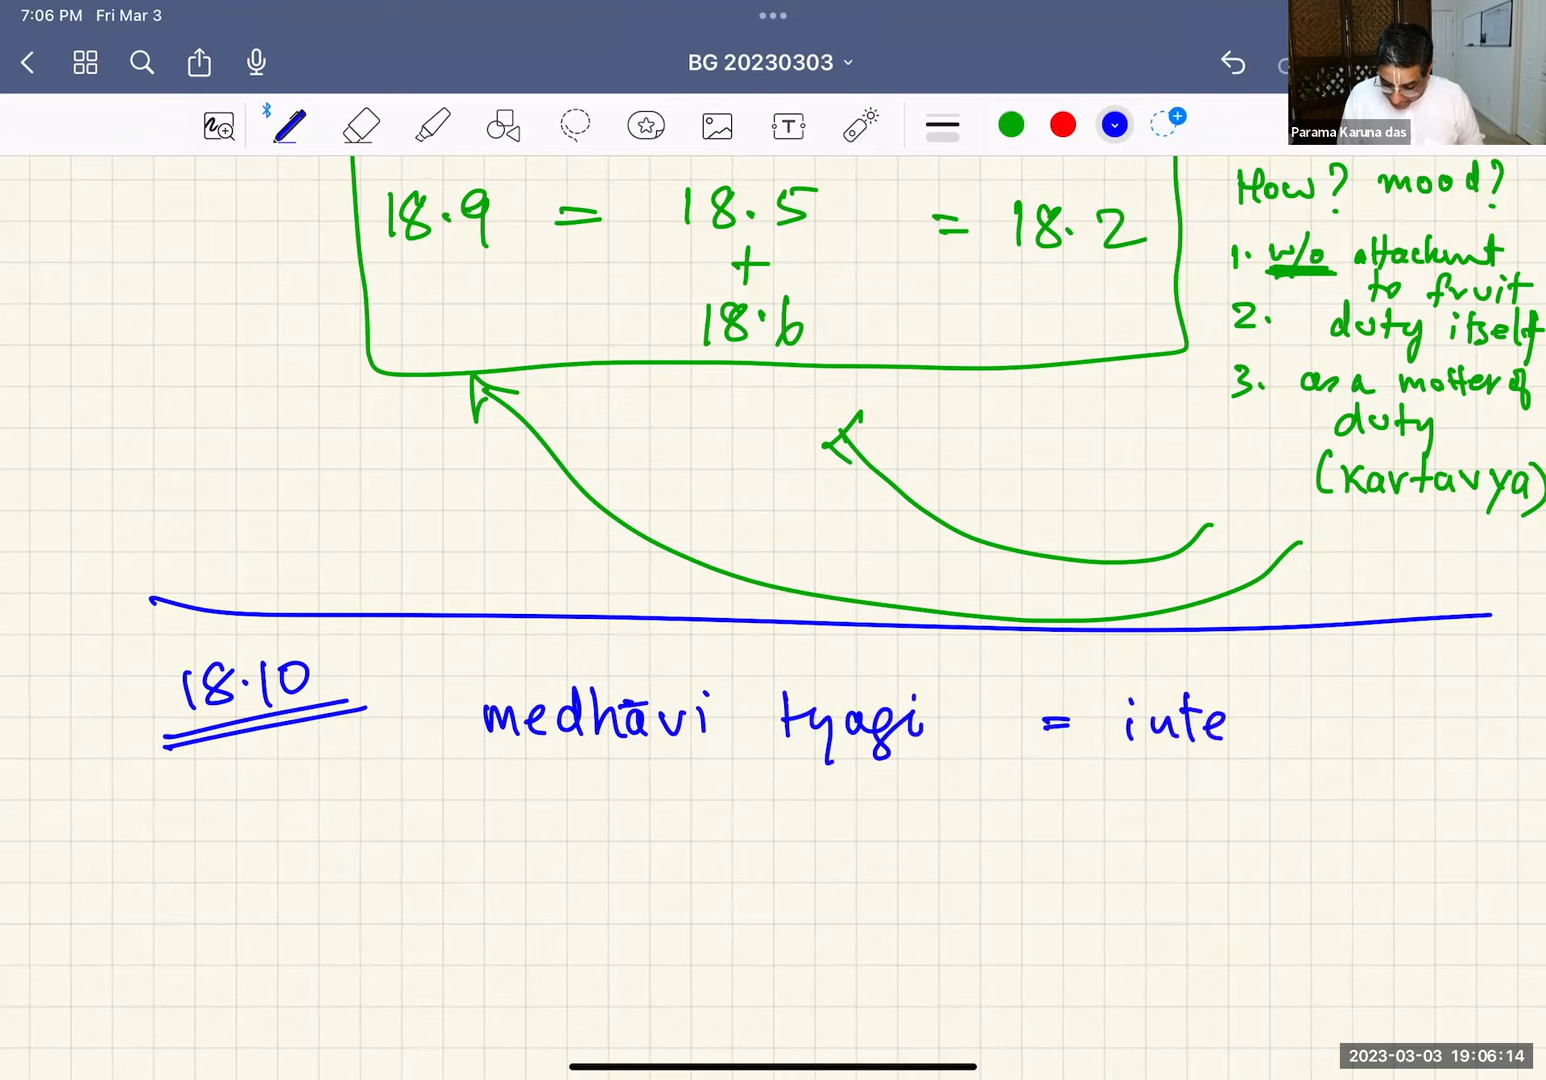 7:06 PM Fri Mar 3
BG 20230303
T
Parama Karuna das
18.9 = 18.5 = 18.2
+
18.6
How? mood?
1. w/o attachmt
to fruit
2. duty itself
3. as a matter of
duty
(Kartavya)
18.10 medhāvi tyagi = inte
2023-03-03 19:06:14